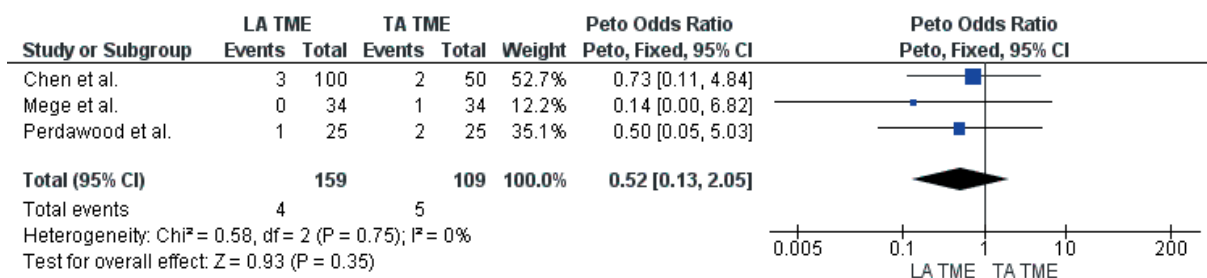 LA TME TA TME Peto Odds Ratio Peto Odds Ratio
Study or Subgroup Events Total Events Total Weight Peto, Fixed, 95% CI Peto, Fixed, 95% CI
Chen et al. 3 100 2 50 52.7% 0.73 [0.11, 4.84]
Mege et al. 0 34 1 34 12.2% 0.14 [0.00, 6.82]
Perdawood et al. 1 25 2 25 35.1% 0.50 [0.05, 5.03]
Total (95% CI) 159 109 100.0% 0.52 [0.13, 2.05]
Total events 4 5
Heterogeneity: Chi² = 0.58, df = 2 (P = 0.75); I² = 0%
Test for overall effect: Z = 0.93 (P = 0.35)
0.005 0.1 1 10 200
LA TME TA TME